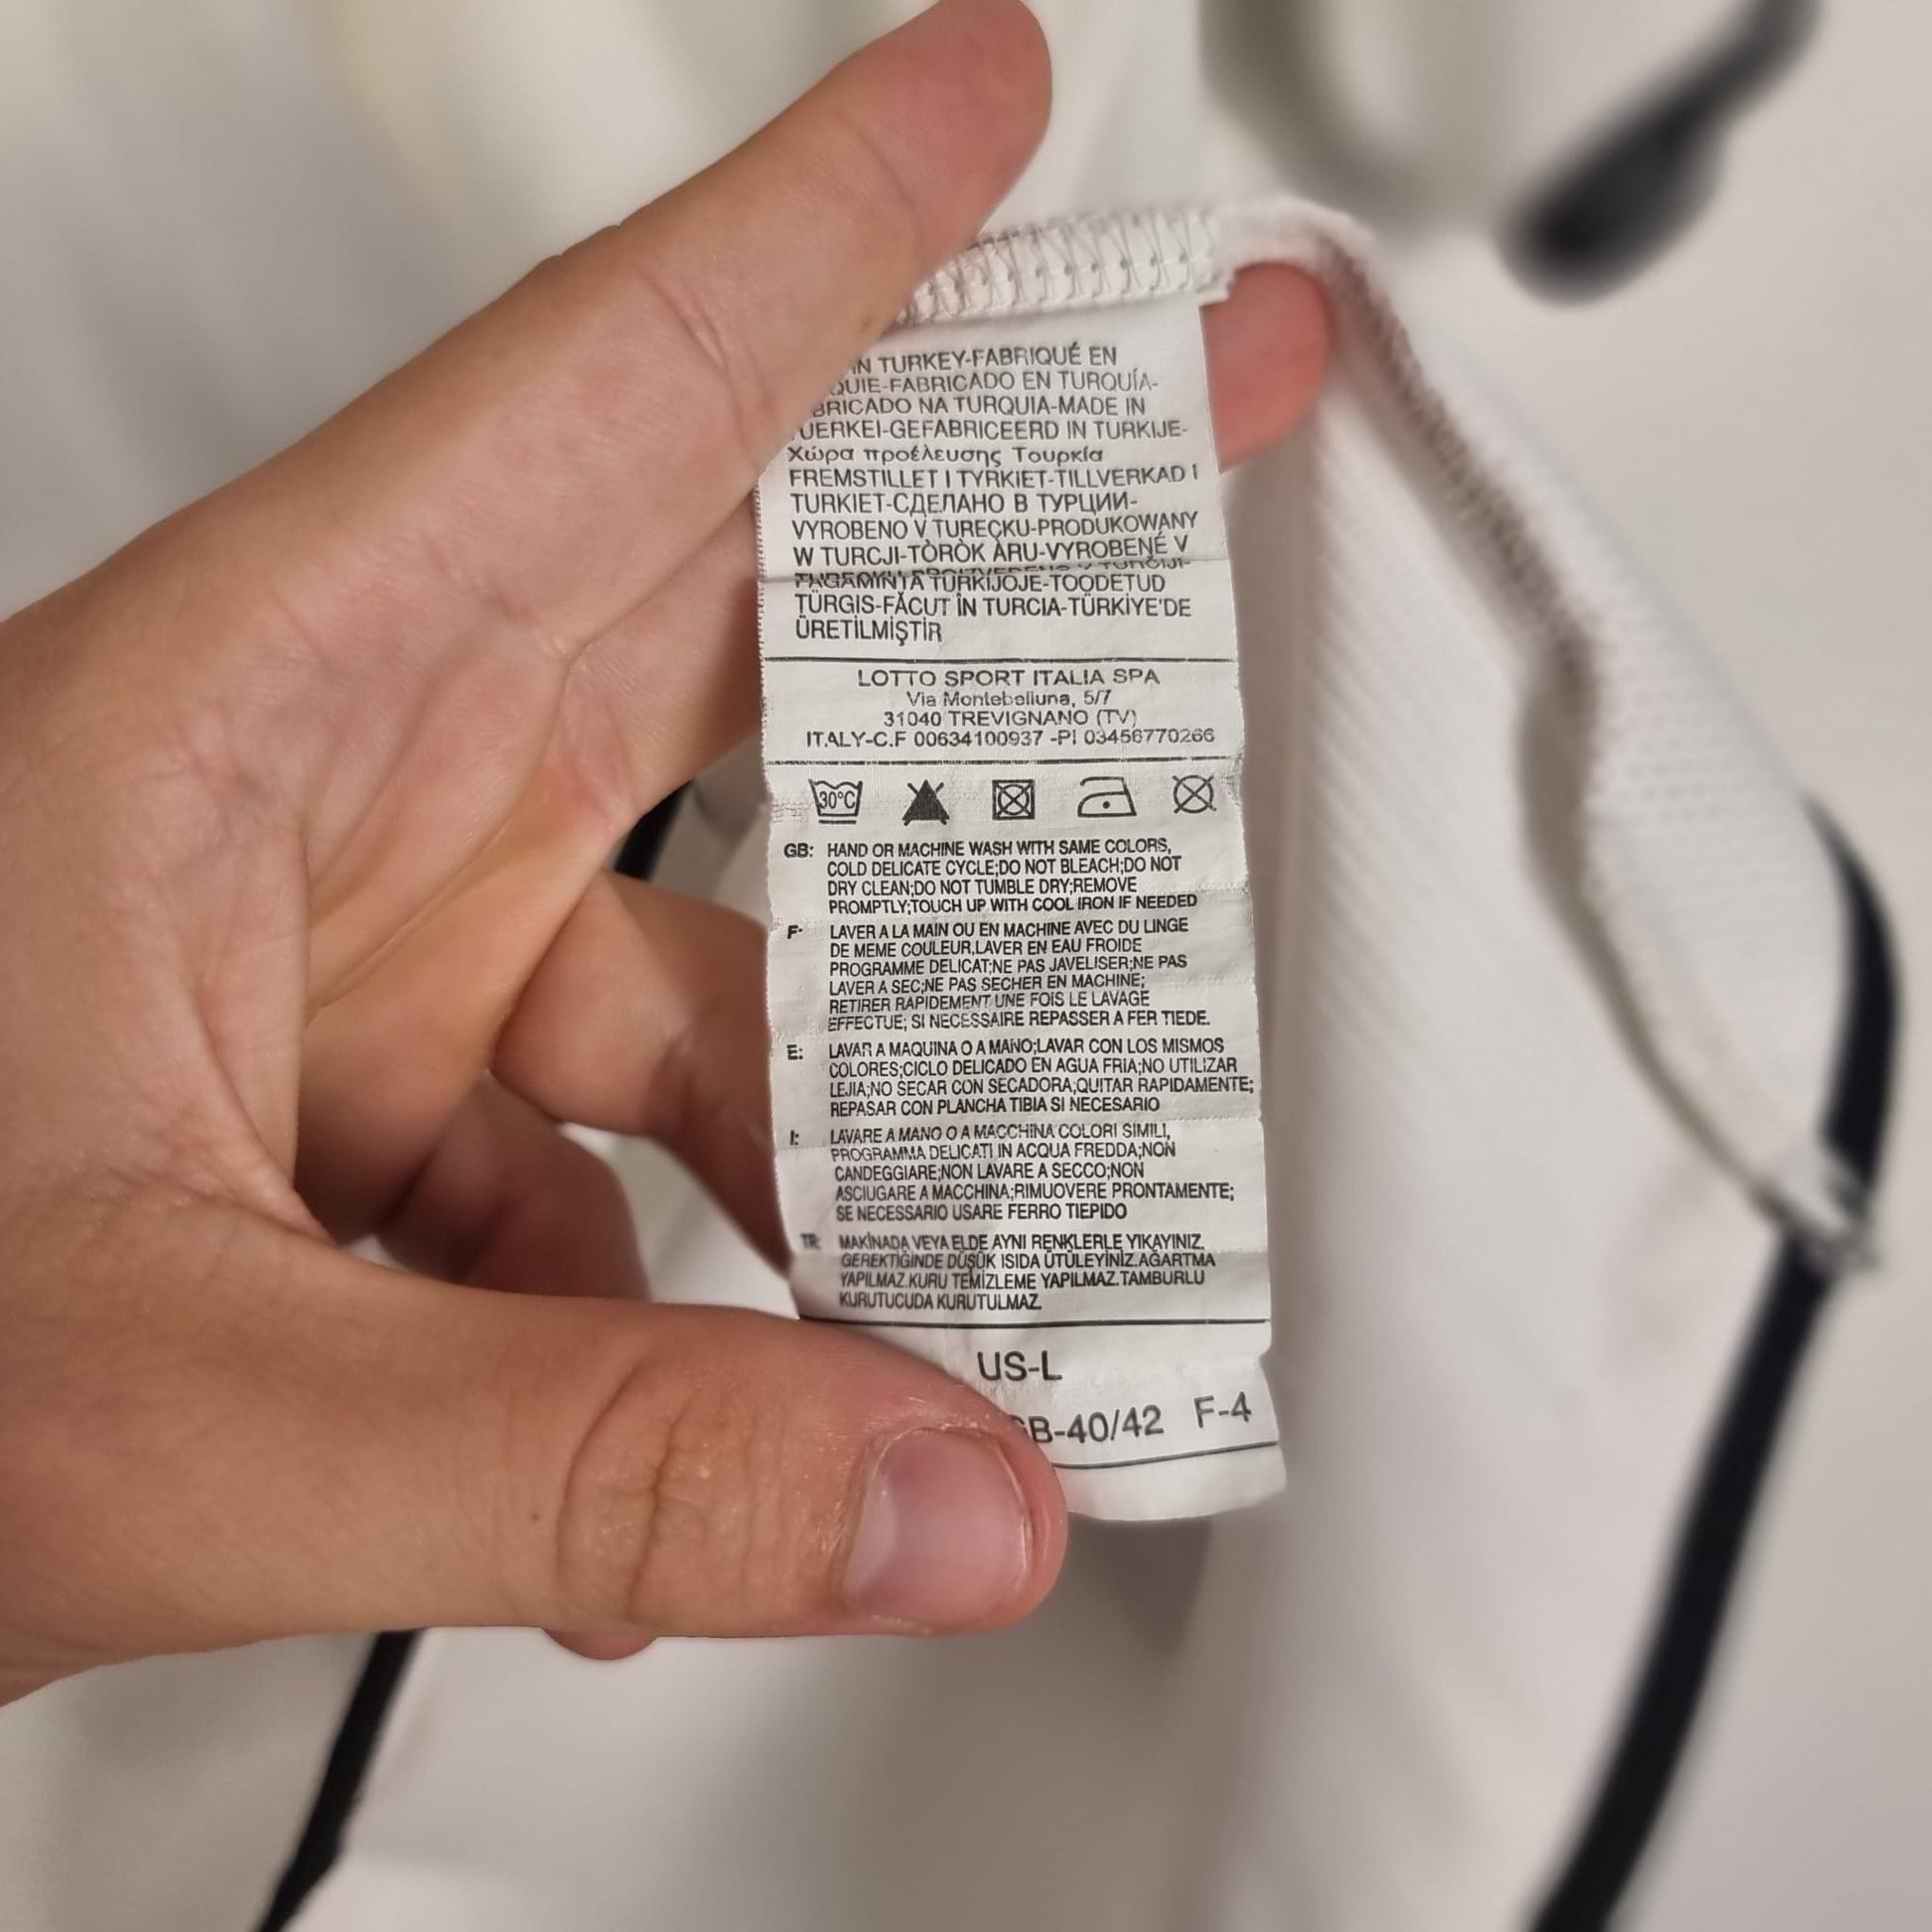 IN TURKEY-FABRIQUÉ EN
QUIE-FABRICADO EN TURQUÍA-
BRICADO NA TURQUIA-MADE IN
UERKEI-GEFABRICEERD IN TURKIJE-
Χώρα προέλευσης Τουρκία
FREMSTILLET I TYRKIET-TILLVERKAD I
TURKIET-СДЕЛАНО В ТУРЦИИ-
VYROBENO V TURECKU-PRODUKOWANY
W TURCJI-TÒRÒK ÀRU-VYROBENÉ V
TÜRKIJOJE-TOODETUD
TÜRGIS-FĂCUT ÎN TURCIA-TÜRKİYE'DE
ÜRETİLMİŞTİR
LOTTO SPORT ITALIA SPA
Via Montebelluna, 5/7
31040 TREVIGNANO (TV)
ITALY-C.F 00634100937 -PI 03456770266
30°C
GB: HAND OR MACHINE WASH WITH SAME COLORS,
COLD DELICATE CYCLE;DO NOT BLEACH;DO NOT
DRY CLEAN;DO NOT TUMBLE DRY;REMOVE
PROMPTLY;TOUCH UP WITH COOL IRON IF NEEDED
F: LAVER A LA MAIN OU EN MACHINE AVEC DU LINGE
DE MEME COULEUR,LAVER EN EAU FROIDE
PROGRAMME DELICAT;NE PAS JAVELISER;NE PAS
LAVER A SEC;NE PAS SECHER EN MACHINE;
RETIRER RAPIDEMENT UNE FOIS LE LAVAGE
EFFECTUE; SI NECESSAIRE REPASSER A FER TIEDE.
E: LAVAR A MAQUINA O A MANO;LAVAR CON LOS MISMOS
COLORES;CICLO DELICADO EN AGUA FRIA;NO UTILIZAR
LEJIA;NO SECAR CON SECADORA;QUITAR RAPIDAMENTE;
REPASAR CON PLANCHA TIBIA SI NECESARIO
I: LAVARE A MANO O A MACCHINA COLORI SIMILI,
PROGRAMMA DELICATI IN ACQUA FREDDA;NON
CANDEGGIARE;NON LAVARE A SECCO;NON
ASCIUGARE A MACCHINA;RIMUOVERE PRONTAMENTE;
SE NECESSARIO USARE FERRO TIEPIDO
TR: MAKİNADA VEYA ELDE AYNI RENKLERLE YIKAYINIZ.
GEREKTİĞİNDE DÜŞÜK ISIDA ÜTÜLEYİNİZ.AĞARTMA
YAPILMAZ.KURU TEMİZLEME YAPILMAZ.TAMBURLU
KURUTUCUDA KURUTULMAZ.
US-L
GB-40/42 F-4